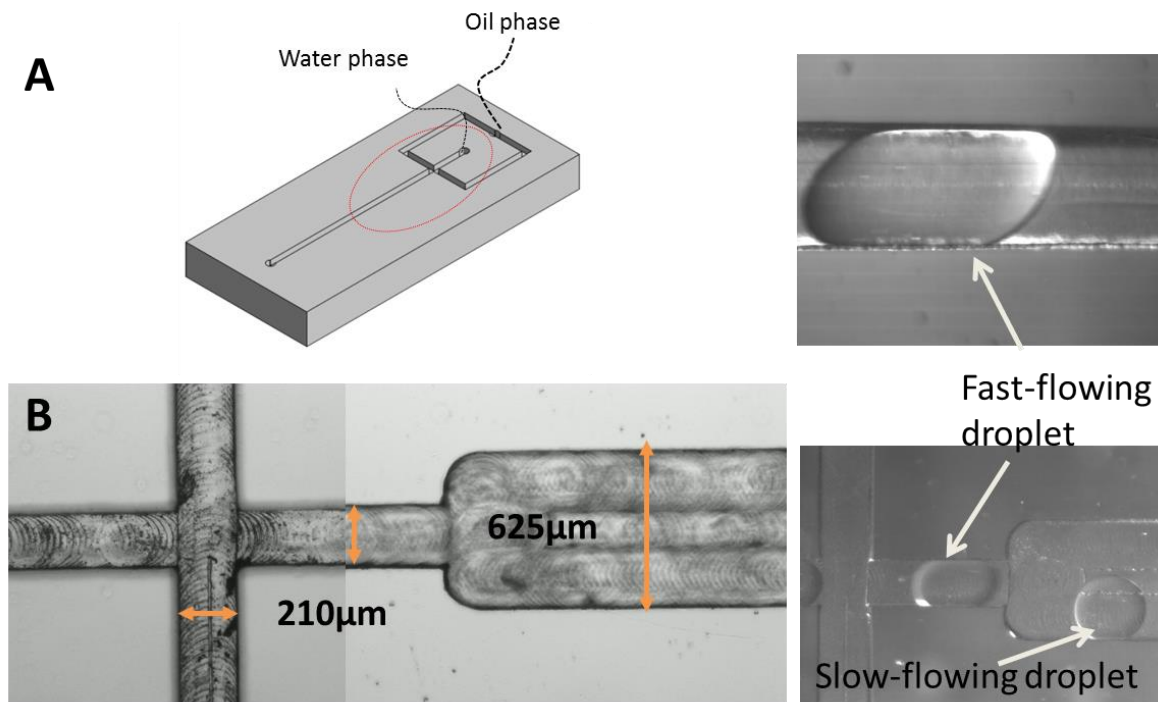 A
Water phase
Oil phase
B
210µm
625µm
Fast-flowing
droplet
Slow-flowing droplet